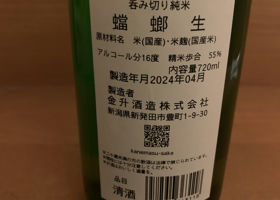 呑み切り純米
蟷螂生
原材料名 米(国産)・米麹(国産米)
アルコール分16度 精米歩合 55%
内容量720ml
製造年月2024年04月
製造者
金升酒造株式会社
新潟県新発田市豊町1-9-30
kanemasu-sake
品目
清酒